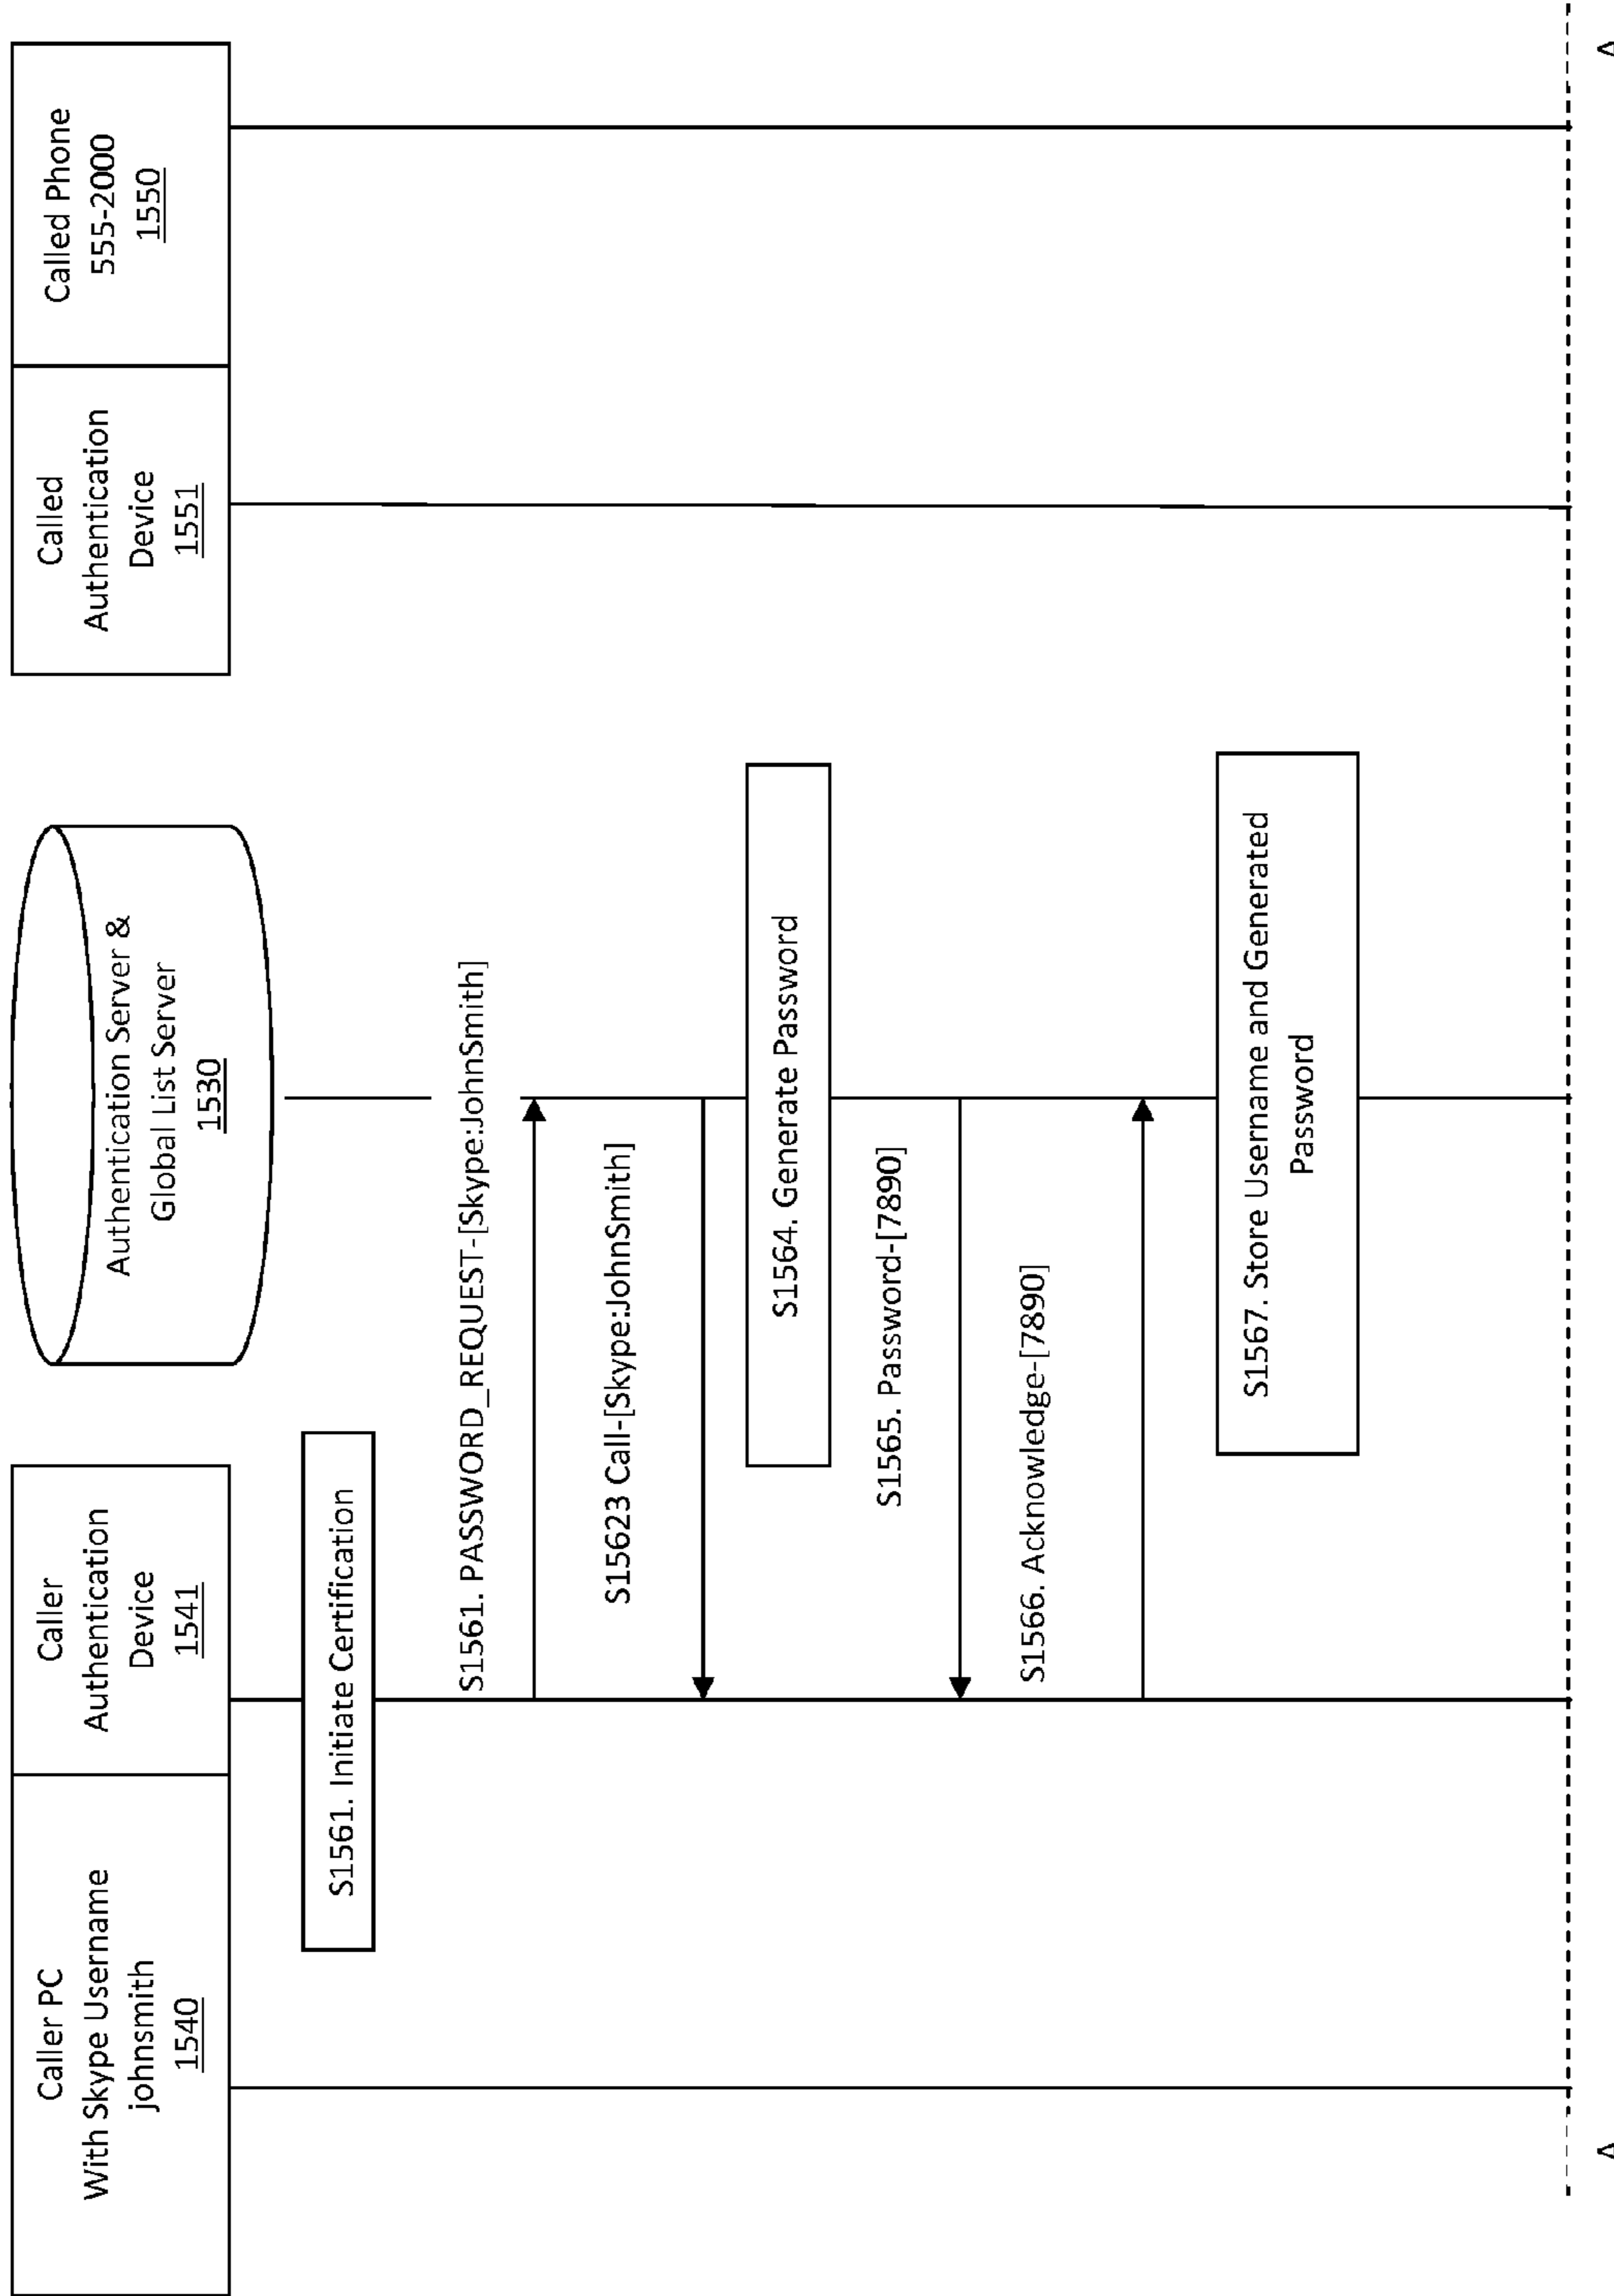 Caller PC
With Skype Username
johnsmith
1540
Caller
Authentication
Device
1541
Authentication Server &
Global List Server
1530
Called
Authentication
Device
1551
Called Phone
555-2000
1550
S1561. Initiate Certification
S1561. PASSWORD_REQUEST-[Skype:JohnSmith]
S15623 Call-[Skype:JohnSmith]
S1564. Generate Password
S1565. Password-[7890]
S1566. Acknowledge-[7890]
S1567. Store Username and Generated
Password
A
A